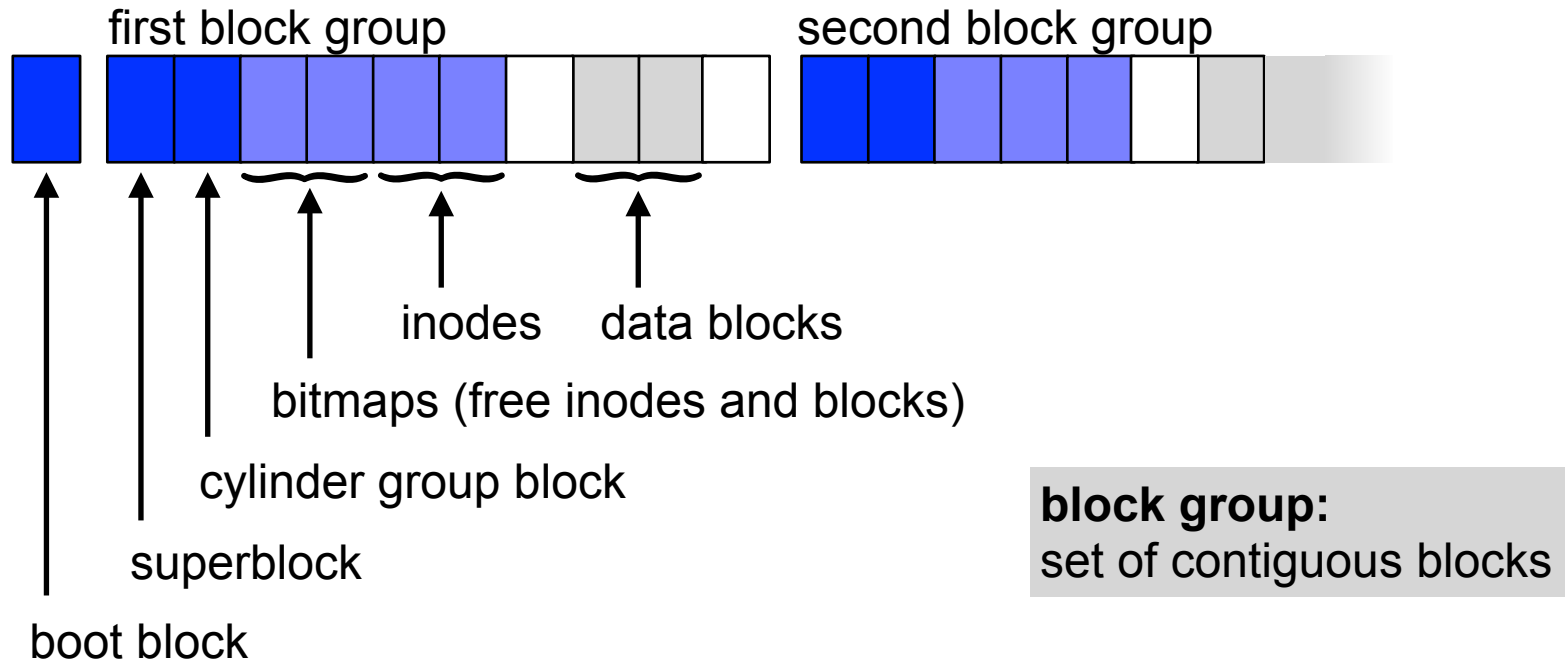 first block group
second block group
inodes
data blocks
bitmaps (free inodes and blocks)
cylinder group block
superblock
boot block
block group:
set of contiguous blocks